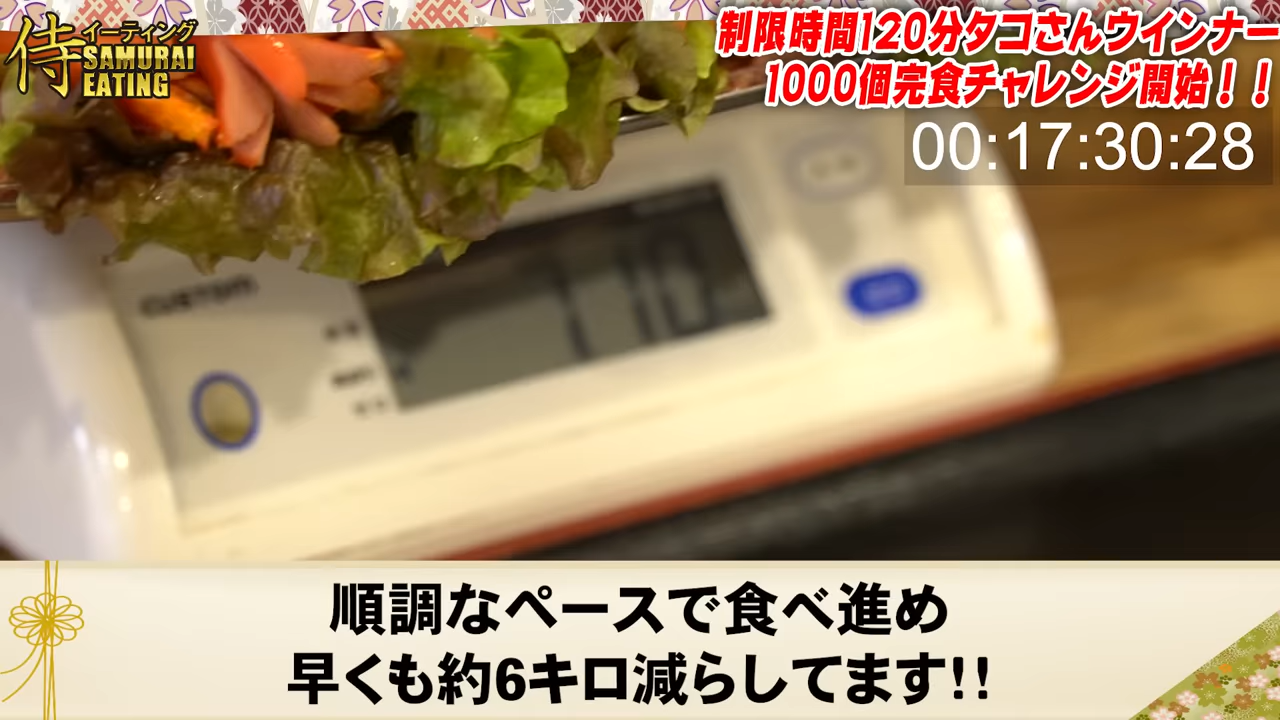 侍
イーティング
SAMURAI
EATING
制限時間120分タコさんウインナー
1000個完食チャレンジ開始！！
00:17:30:28
CUSTOM
順調なペースで食べ進め
早くも約6キロ減らしてます!!